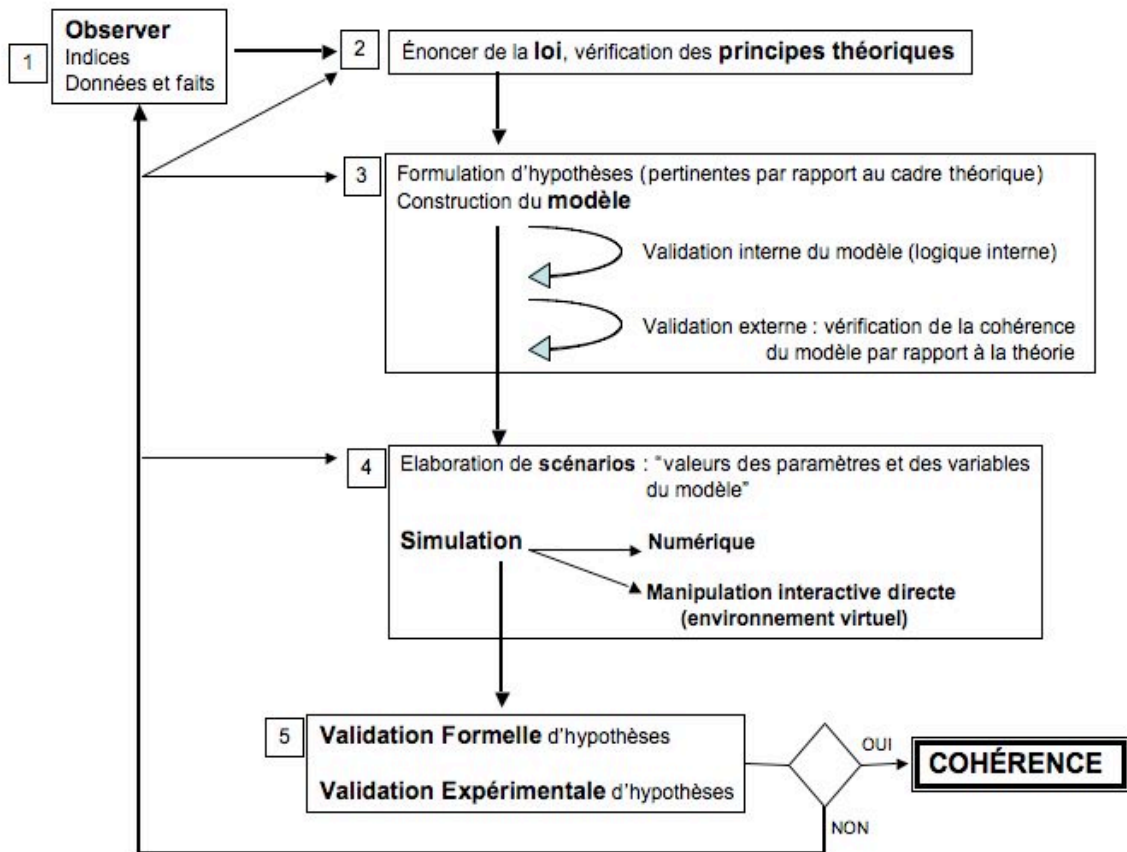 1
Observer
Indices
Données et faits
2
Énoncer de la loi, vérification des principes théoriques
3
Formulation d’hypothèses (pertinentes par rapport au cadre théorique)
Construction du modèle
Validation interne du modèle (logique interne)
Validation externe : vérification de la cohérence
du modèle par rapport à la théorie
4
Elaboration de scénarios : “valeurs des paramètres et des variables
du modèle”
Simulation
Numérique
Manipulation interactive directe
(environnement virtuel)
5
Validation Formelle d’hypothèses
Validation Expérimentale d’hypothèses
OUI
COHÉRENCE
NON